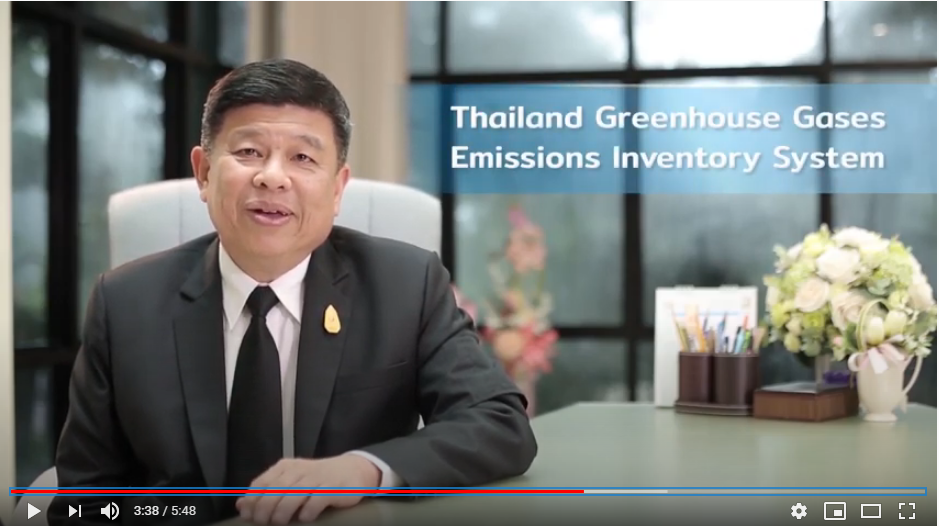 Thailand Greenhouse Gases
Emissions Inventory System
3:38 / 5:48